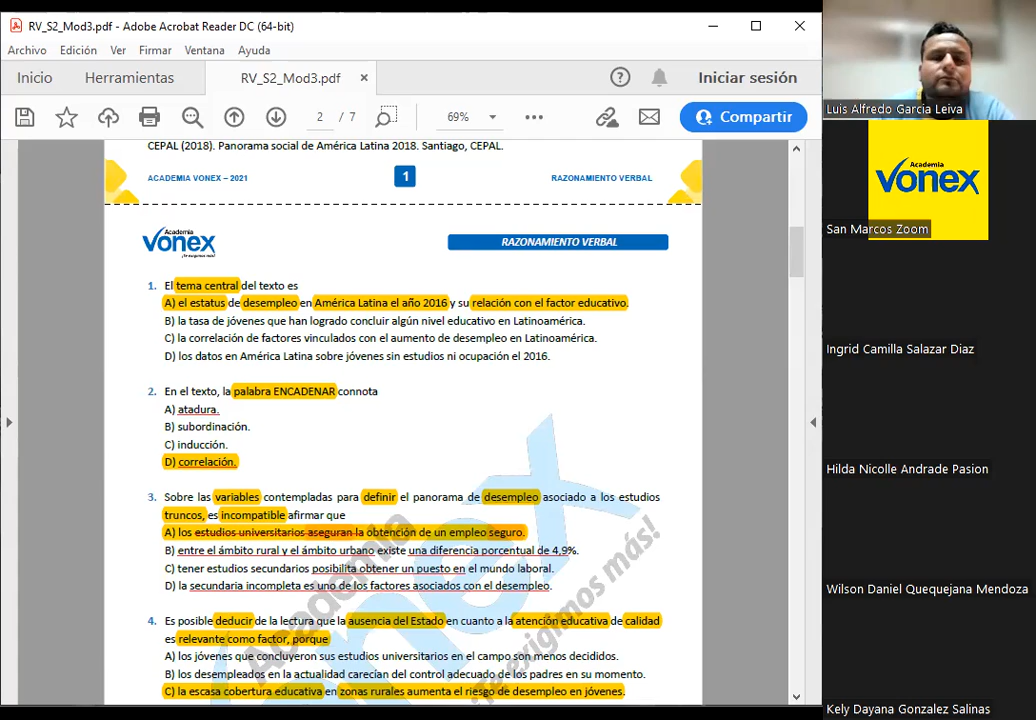 RV_S2_Mod3.pdf - Adobe Acrobat Reader DC (64-bit)
Archivo Edición Ver Firmar Ventana Ayuda
Inicio Herramientas RV_S2_Mod3.pdf × Iniciar sesión
2 / 7 69% Compartir
CEPAL (2018). Panorama social de América Latina 2018. Santiago, CEPAL.
ACADEMIA VONEX – 2021 1 RAZONAMIENTO VERBAL
Academia
vonex
¡Te exigimos más!
RAZONAMIENTO VERBAL
1. El tema central del texto es
A) el estatus de desempleo en América Latina el año 2016 y su relación con el factor educativo.
B) la tasa de jóvenes que han logrado concluir algún nivel educativo en Latinoamérica.
C) la correlación de factores vinculados con el aumento de desempleo en Latinoamérica.
D) los datos en América Latina sobre jóvenes sin estudios ni ocupación el 2016.
2. En el texto, la palabra ENCADENAR connota
A) atadura.
B) subordinación.
C) inducción.
D) correlación.
3. Sobre las variables contempladas para definir el panorama de desempleo asociado a los estudios
truncos, es incompatible afirmar que
A) los estudios universitarios aseguran la obtención de un empleo seguro.
B) entre el ámbito rural y el ámbito urbano existe una diferencia porcentual de 4,9%.
C) tener estudios secundarios posibilita obtener un puesto en el mundo laboral.
D) la secundaria incompleta es uno de los factores asociados con el desempleo.
4. Es posible deducir de la lectura que la ausencia del Estado en cuanto a la atención educativa de calidad
es relevante como factor, porque
A) los jóvenes que concluyeron sus estudios universitarios en el campo son menos decididos.
B) los desempleados en la actualidad carecían del control adecuado de los padres en su momento.
C) la escasa cobertura educativa en zonas rurales aumenta el riesgo de desempleo en jóvenes.
Academia
onex
¡Te exigimos más!
Luis Alfredo Garcia Leiva
Academia
vonex
San Marcos Zoom
Ingrid Camilla Salazar Diaz
Hilda Nicolle Andrade Pasion
Wilson Daniel Quequejana Mendoza
Kely Dayana Gonzalez Salinas